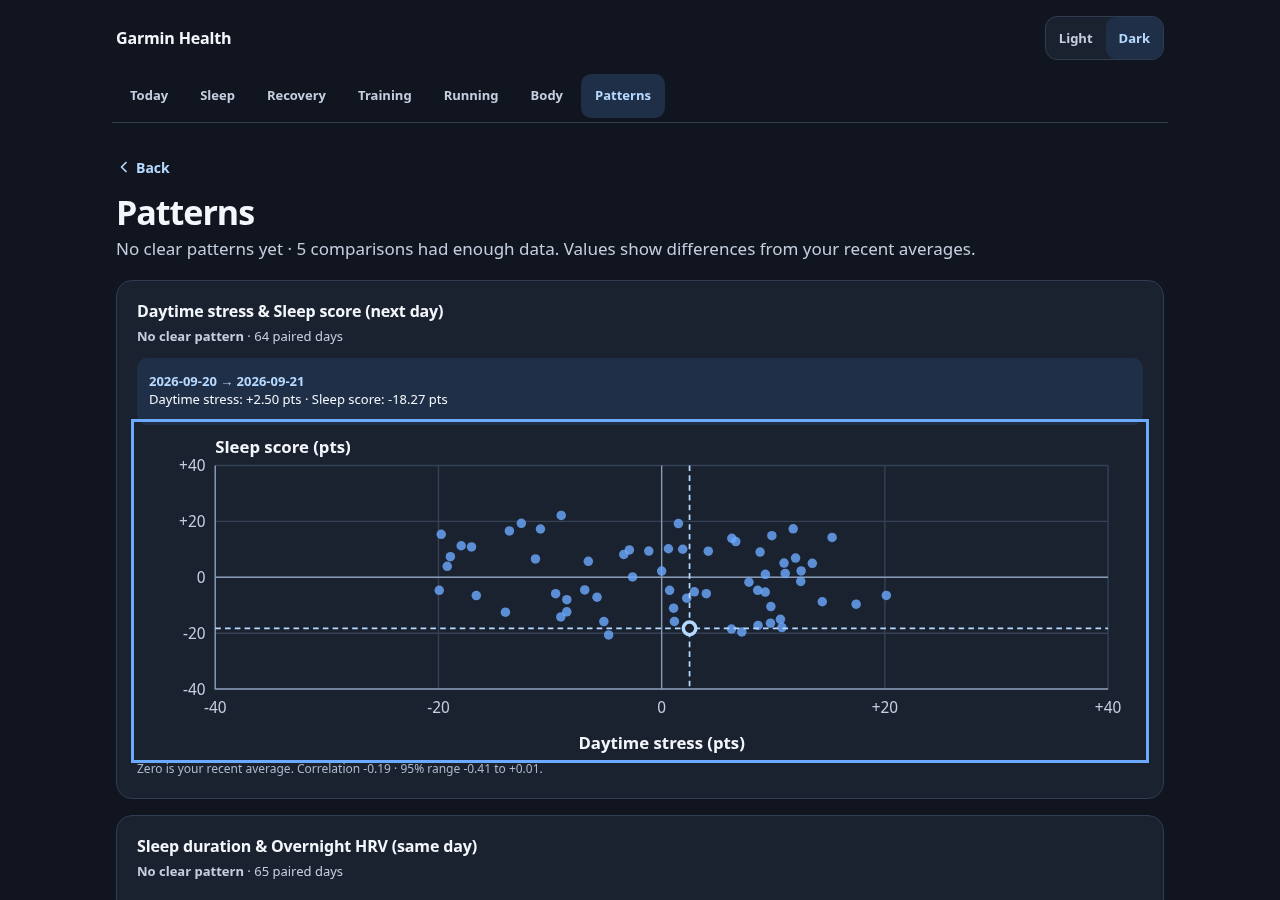 Garmin Health
Light Dark
Today Sleep Recovery Training Running Body Patterns
Back
Patterns
No clear patterns yet · 5 comparisons had enough data. Values show differences from your recent averages.
Daytime stress & Sleep score (next day)
No clear pattern · 64 paired days
2026-09-20 → 2026-09-21
Daytime stress: +2.50 pts · Sleep score: -18.27 pts
Sleep score (pts)
+40
+20
0
-20
-40
-40 -20 0 +20 +40
Daytime stress (pts)
Zero is your recent average. Correlation -0.19 · 95% range -0.41 to +0.01.
Sleep duration & Overnight HRV (same day)
No clear pattern · 65 paired days